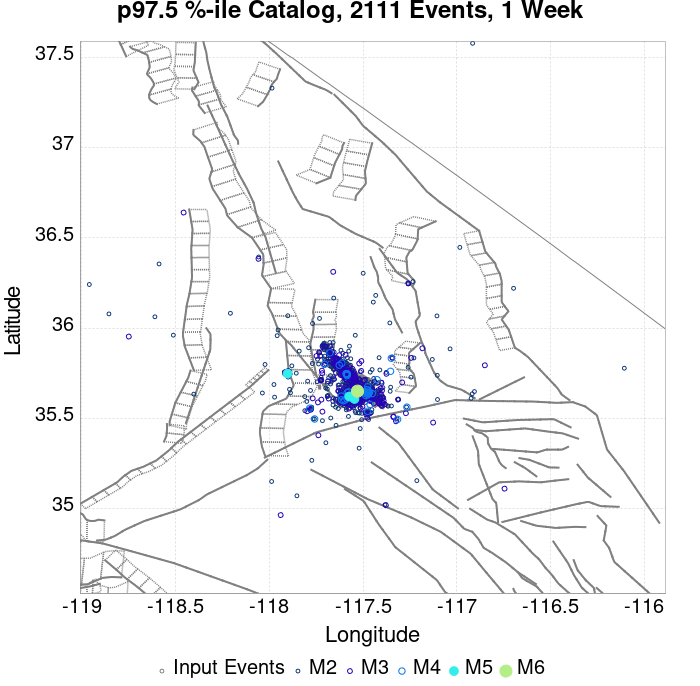 p97.5 %-ile Catalog, 2111 Events, 1 Week
37.5
37
36.5
36
35.5
35
Latitude
-119 -118.5 -118 -117.5 -117 -116.5 -116
Longitude
Input Events M2 M3 M4 M5 M6